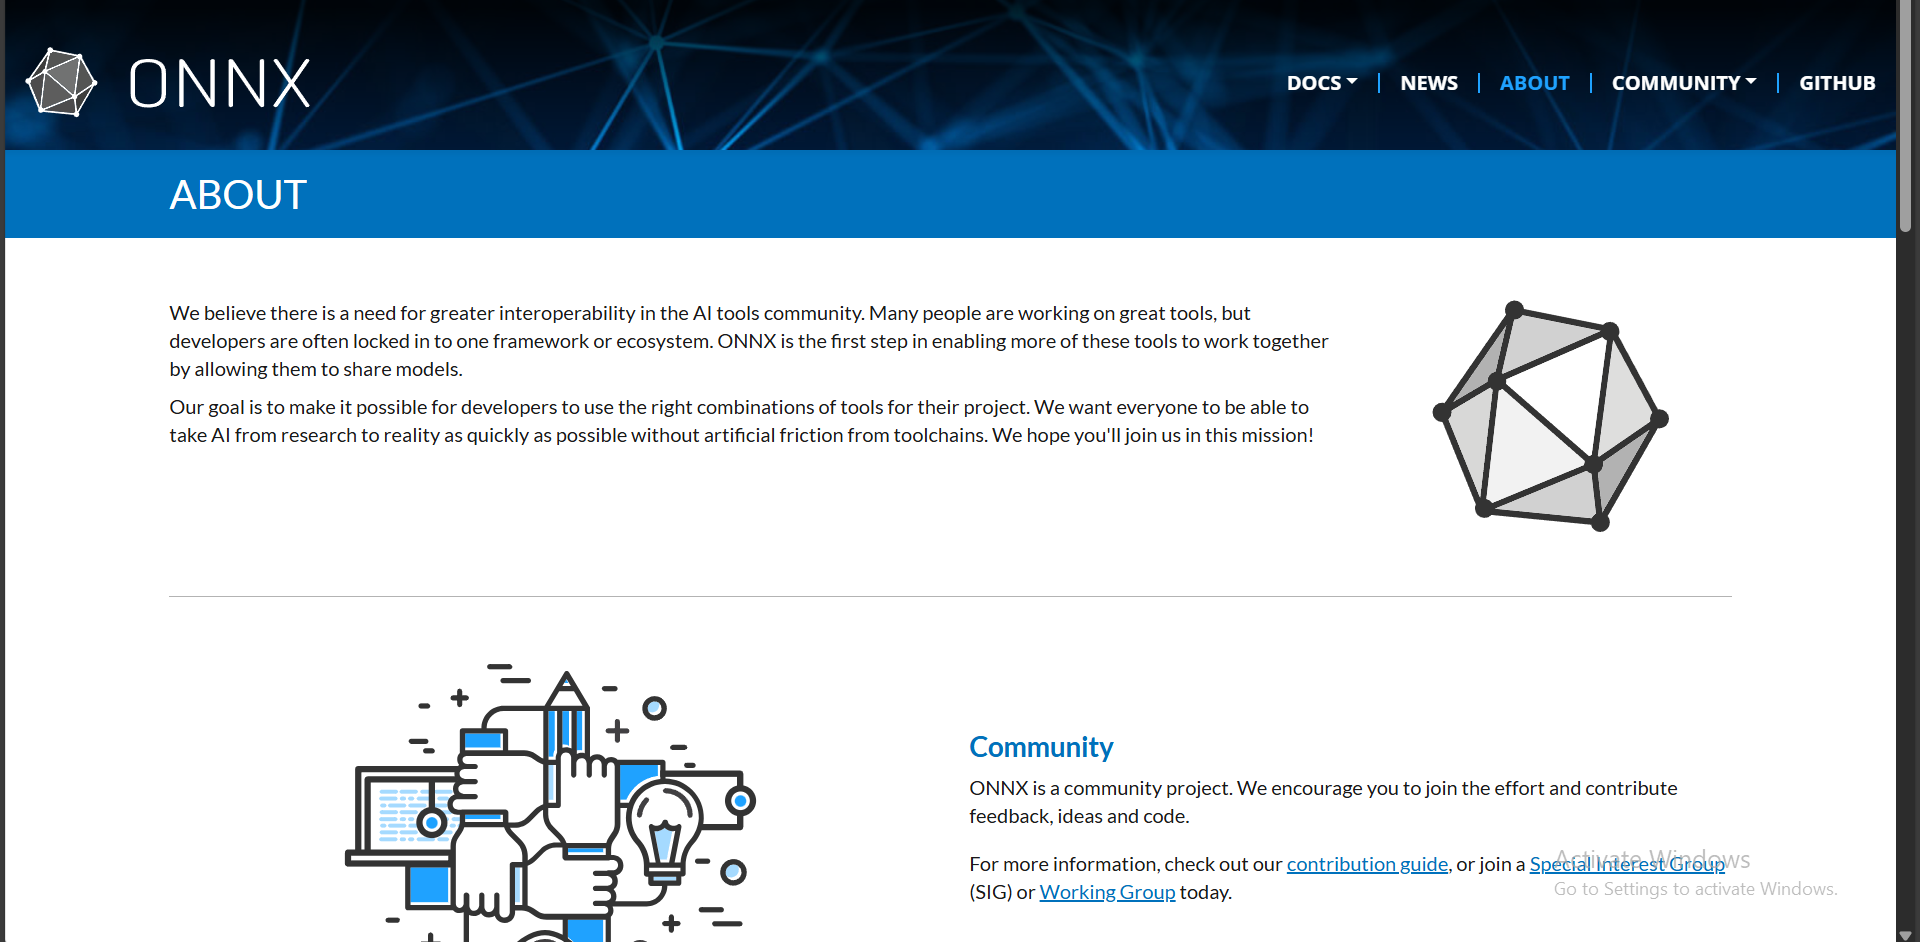 ONNX
DOCS
NEWS
ABOUT
COMMUNITY
GITHUB
ABOUT
We believe there is a need for greater interoperability in the AI tools community. Many people are working on great tools, but
developers are often locked in to one framework or ecosystem. ONNX is the first step in enabling more of these tools to work together
by allowing them to share models.
Our goal is to make it possible for developers to use the right combinations of tools for their project. We want everyone to be able to
take AI from research to reality as quickly as possible without artificial friction from toolchains. We hope you'll join us in this mission!
Community
ONNX is a community project. We encourage you to join the effort and contribute
feedback, ideas and code.
For more information, check out our contribution guide, or join a Special Interest Group
(SIG) or Working Group today.
Activate Windows
Go to Settings to activate Windows.